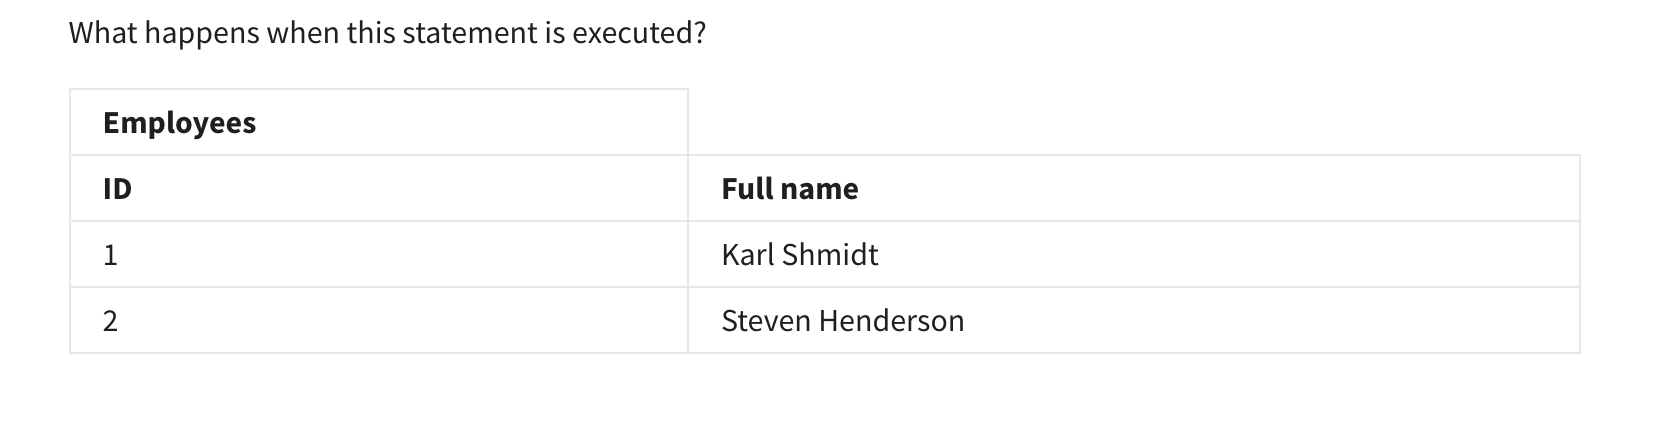 What happens when this statement is executed?
Employees
ID Full name
1 Karl Shmidt
2 Steven Henderson